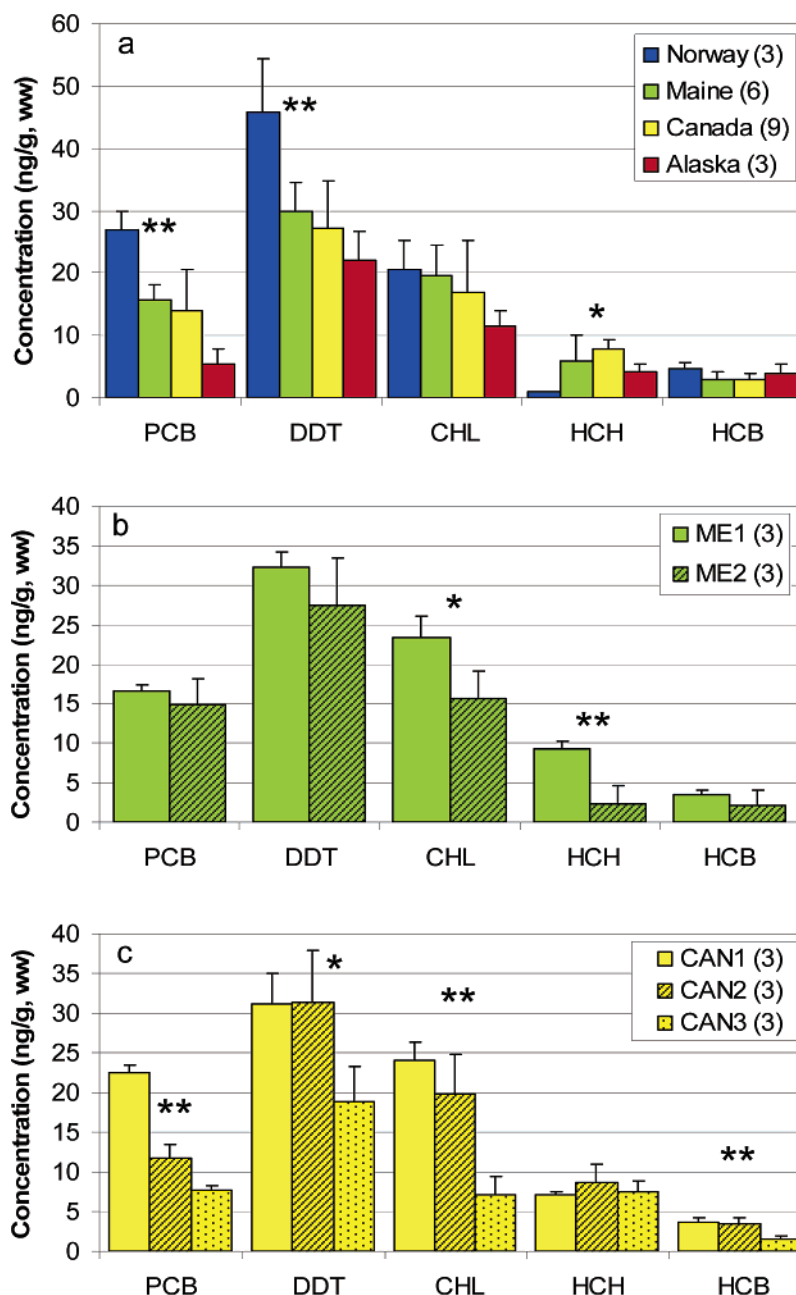 a
Concentration (ng/g, ww)
60
50
40
30
20
10
0
Norway (3)
Maine (6)
Canada (9)
Alaska (3)
**
**
*
PCB DDT CHL HCH HCB
b
Concentration (ng/g, ww)
40
35
30
25
20
15
10
5
0
ME1 (3)
ME2 (3)
*
**
PCB DDT CHL HCH HCB
c
Concentration (ng/g, ww)
40
35
30
25
20
15
10
5
0
CAN1 (3)
CAN2 (3)
CAN3 (3)
*
**
**
**
PCB DDT CHL HCH HCB